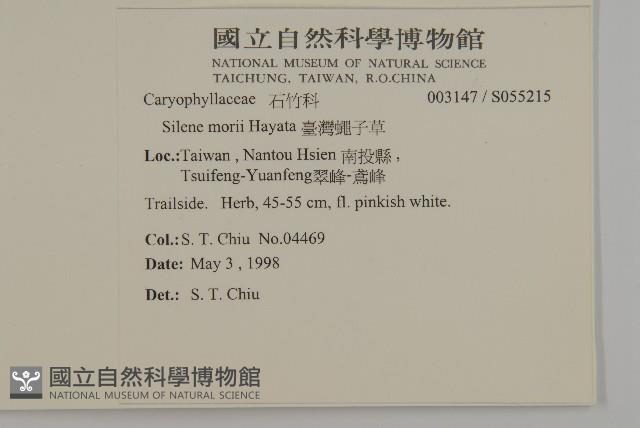 國立自然科學博物館
NATIONAL MUSEUM OF NATURAL SCIENCE
TAICHUNG, TAIWAN, R.O.CHINA
Caryophyllaceae 石竹科 003147 / S055215
Silene morii Hayata 臺灣蠅子草
Loc.:Taiwan , Nantou Hsien 南投縣 ,
Tsuifeng-Yuanfeng翠峰-鳶峰
Trailside. Herb, 45-55 cm, fl. pinkish white.
Col.: S. T. Chiu No.04469
Date: May 3 , 1998
Det.: S. T. Chiu
國立自然科學博物館
NATIONAL MUSEUM OF NATURAL SCIENCE